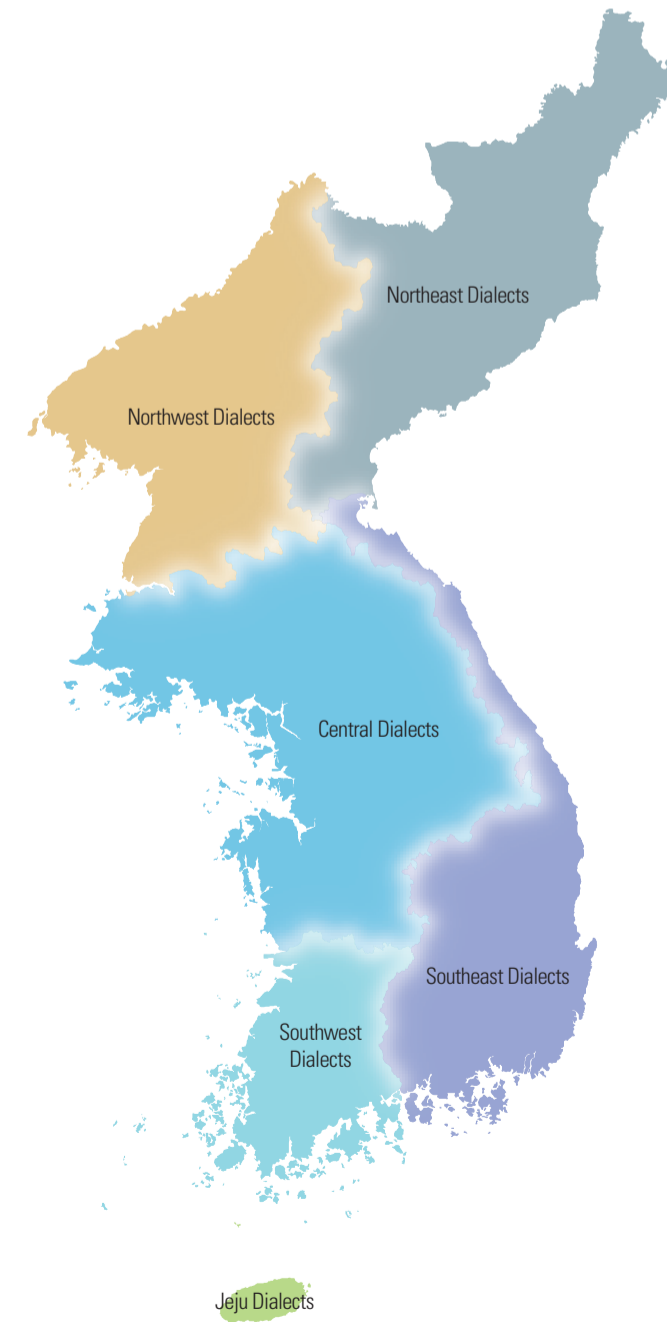 Northeast Dialects
Northwest Dialects
Central Dialects
Southeast Dialects
Southwest
Dialects
Jeju Dialects